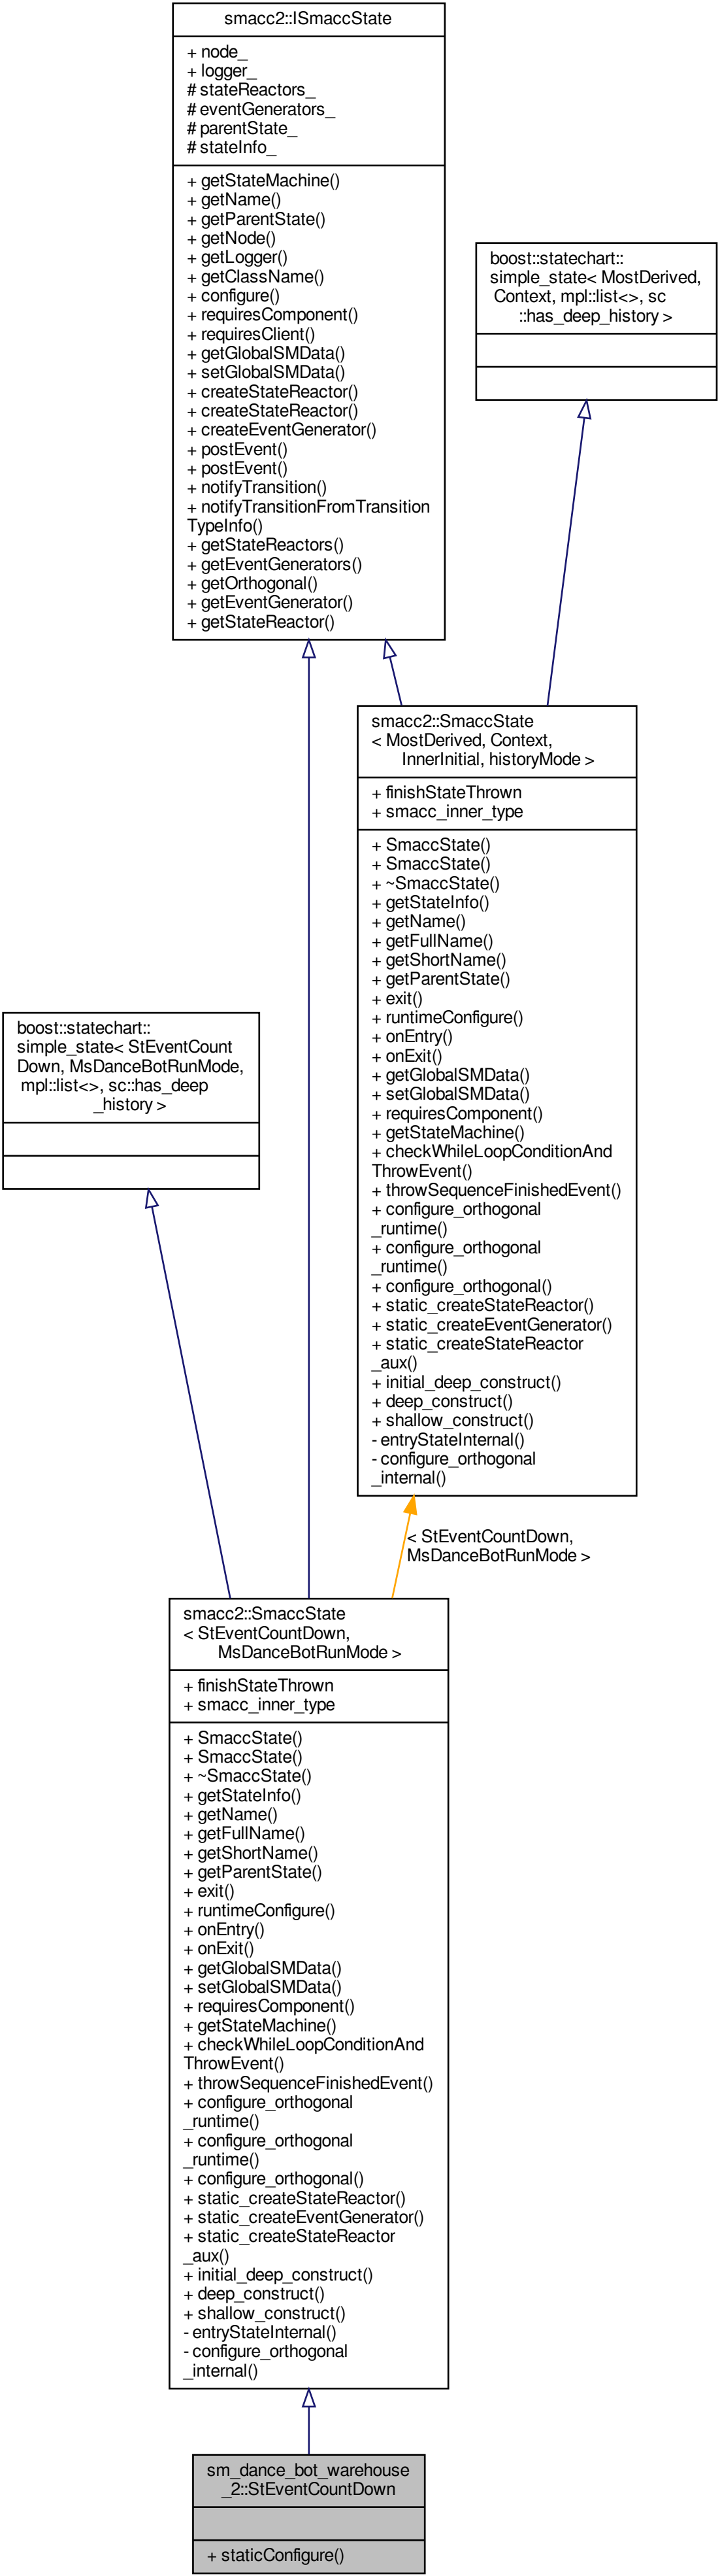 smacc2::ISmaccState
+ node_
+ logger_
# stateReactors_
# eventGenerators_
# parentState_
# stateInfo_
+ getStateMachine()
+ getName()
+ getParentState()
+ getNode()
+ getLogger()
+ getClassName()
+ configure()
+ requiresComponent()
+ requiresClient()
+ getGlobalSMData()
+ setGlobalSMData()
+ createStateReactor()
+ createStateReactor()
+ createEventGenerator()
+ postEvent()
+ postEvent()
+ notifyTransition()
+ notifyTransitionFromTransition
TypeInfo()
+ getStateReactors()
+ getEventGenerators()
+ getOrthogonal()
+ getEventGenerator()
+ getStateReactor()
boost::statechart::
simple_state< MostDerived,
Context, mpl::list<>, sc
::has_deep_history >
smacc2::SmaccState
< MostDerived, Context,
InnerInitial, historyMode >
+ finishStateThrown
+ smacc_inner_type
+ SmaccState()
+ SmaccState()
+ ~SmaccState()
+ getStateInfo()
+ getName()
+ getFullName()
+ getShortName()
+ getParentState()
+ exit()
+ runtimeConfigure()
+ onEntry()
+ onExit()
+ getGlobalSMData()
+ setGlobalSMData()
+ requiresComponent()
+ getStateMachine()
+ checkWhileLoopConditionAnd
ThrowEvent()
+ throwSequenceFinishedEvent()
+ configure_orthogonal
_runtime()
+ configure_orthogonal
_runtime()
+ configure_orthogonal()
+ static_createStateReactor()
+ static_createEventGenerator()
+ static_createStateReactor
_aux()
+ initial_deep_construct()
+ deep_construct()
+ shallow_construct()
- entryStateInternal()
- configure_orthogonal
_internal()
boost::statechart::
simple_state< StEventCount
Down, MsDanceBotRunMode,
mpl::list<>, sc::has_deep
_history >
< StEventCountDown,
MsDanceBotRunMode >
smacc2::SmaccState
< StEventCountDown,
MsDanceBotRunMode >
+ finishStateThrown
+ smacc_inner_type
+ SmaccState()
+ SmaccState()
+ ~SmaccState()
+ getStateInfo()
+ getName()
+ getFullName()
+ getShortName()
+ getParentState()
+ exit()
+ runtimeConfigure()
+ onEntry()
+ onExit()
+ getGlobalSMData()
+ setGlobalSMData()
+ requiresComponent()
+ getStateMachine()
+ checkWhileLoopConditionAnd
ThrowEvent()
+ throwSequenceFinishedEvent()
+ configure_orthogonal
_runtime()
+ configure_orthogonal
_runtime()
+ configure_orthogonal()
+ static_createStateReactor()
+ static_createEventGenerator()
+ static_createStateReactor
_aux()
+ initial_deep_construct()
+ deep_construct()
+ shallow_construct()
- entryStateInternal()
- configure_orthogonal
_internal()
sm_dance_bot_warehouse
_2::StEventCountDown
+ staticConfigure()